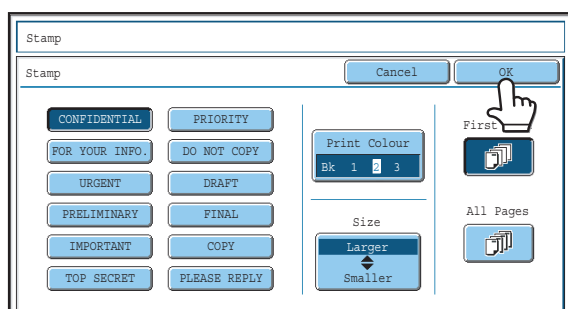 Stamp
Stamp
Cancel
OK
CONFIDENTIAL
PRIORITY
FOR YOUR INFO.
DO NOT COPY
URGENT
DRAFT
PRELIMINARY
FINAL
IMPORTANT
COPY
TOP SECRET
PLEASE REPLY
Print Colour
Bk 1 2 3
Size
Larger
Smaller
First
All Pages